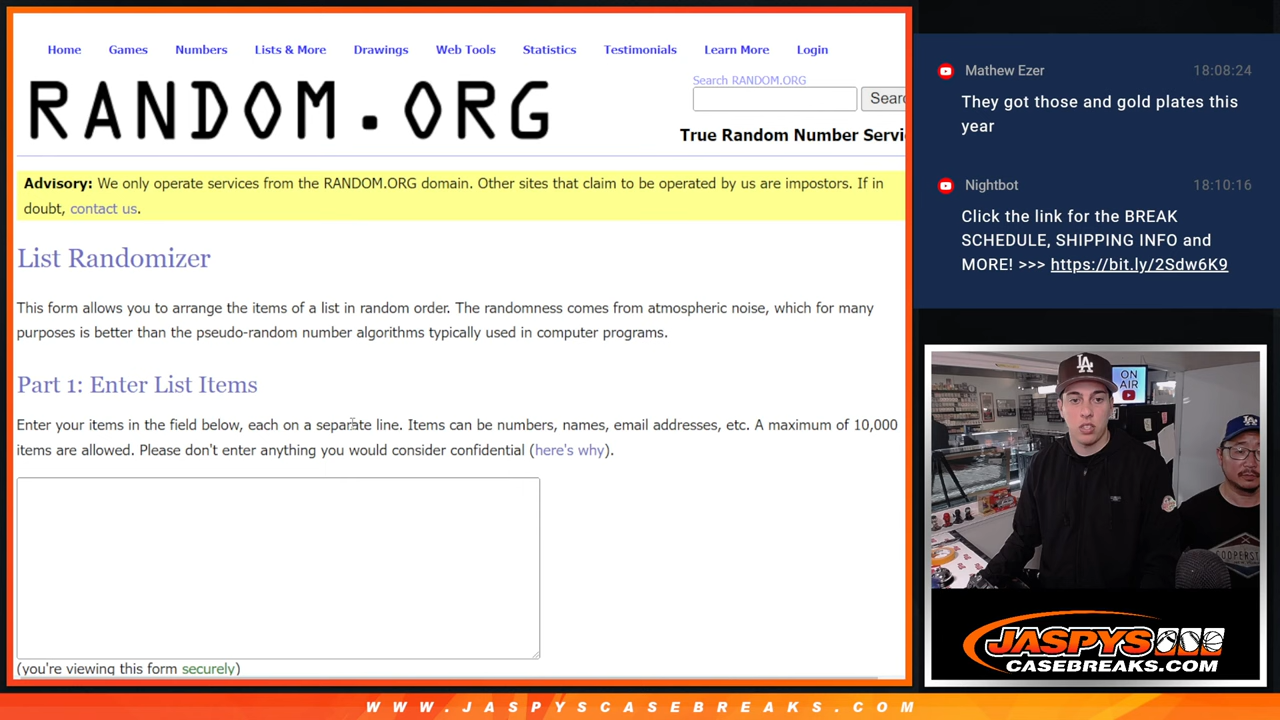 Home Games Numbers Lists & More Drawings Web Tools Statistics Testimonials Learn More Login
RANDOM.ORG
Search RANDOM.ORG
Searc
True Random Number Servi
Advisory: We only operate services from the RANDOM.ORG domain. Other sites that claim to be operated by us are impostors. If in
doubt, contact us.
List Randomizer
This form allows you to arrange the items of a list in random order. The randomness comes from atmospheric noise, which for many
purposes is better than the pseudo-random number algorithms typically used in computer programs.
Part 1: Enter List Items
Enter your items in the field below, each on a separate line. Items can be numbers, names, email addresses, etc. A maximum of 10,000
items are allowed. Please don't enter anything you would consider confidential (here's why).
(you're viewing this form securely)
Mathew Ezer 18:08:24
They got those and gold plates this
year
Nightbot 18:10:16
Click the link for the BREAK
SCHEDULE, SHIPPING INFO and
MORE! >>> https://bit.ly/2Sdw6K9
LA
ON
AIR
LA
JASPYS
CASEBREAKS.COM
WWW.JASPYSCASEBREAKS.COM